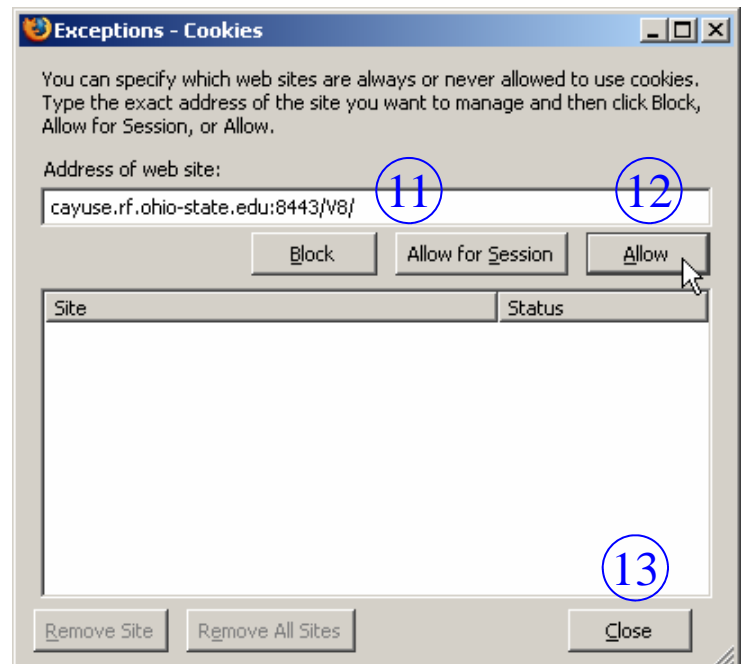 Exceptions - Cookies
You can specify which web sites are always or never allowed to use cookies.
Type the exact address of the site you want to manage and then click Block,
Allow for Session, or Allow.
Address of web site:
11
12
cayuse.rf.ohio-state.edu:8443/V8/
Block Allow for Session Allow
Site Status
13
Remove Site Remove All Sites Close